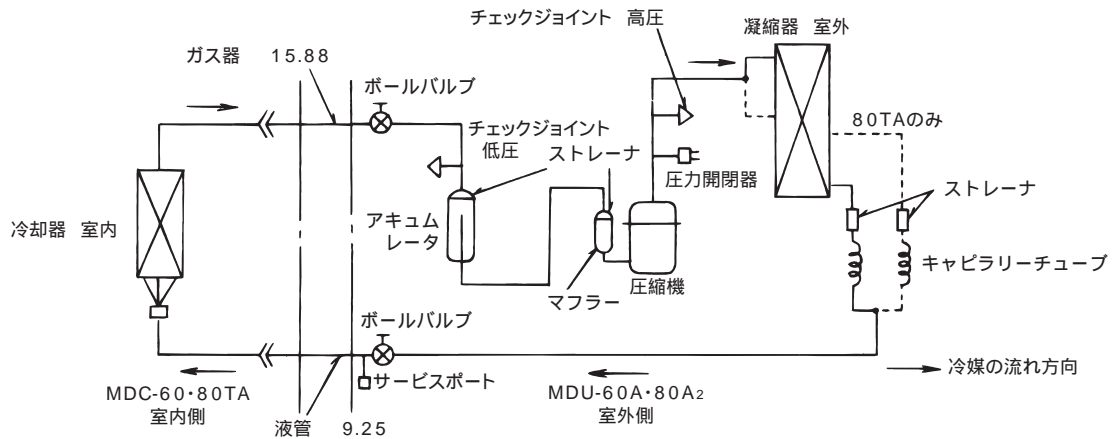 チェックジョイント 高圧
凝縮器 室外
ガス器 15.88
ボールバルブ
80TAのみ
チェックジョイント
低圧
ストレーナ
圧力開閉器
ストレーナ
冷却器 室内
アキュム
レータ
キャピラリーチューブ
圧縮機
マフラー
ボールバルブ
サービスポート
冷媒の流れ方向
MDC-60・80TA
室内側
MDU-60A・80A2
室外側
液管 9.25